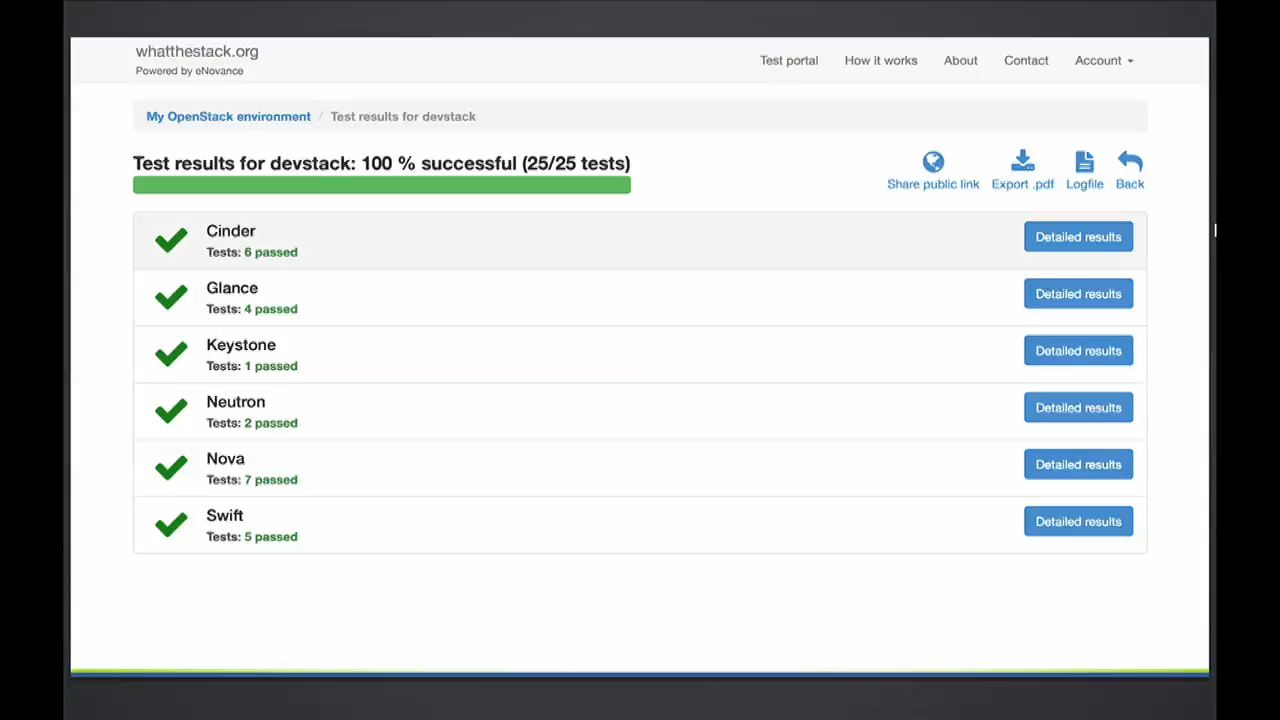 whatthestack.org
Powered by eNovance
Test portal
How it works
About
Contact
Account
My OpenStack environment / Test results for devstack
Test results for devstack: 100 % successful (25/25 tests)
Share public link
Export .pdf
Logfile
Back
Cinder
Tests: 6 passed
Detailed results
Glance
Tests: 4 passed
Detailed results
Keystone
Tests: 1 passed
Detailed results
Neutron
Tests: 2 passed
Detailed results
Nova
Tests: 7 passed
Detailed results
Swift
Tests: 5 passed
Detailed results